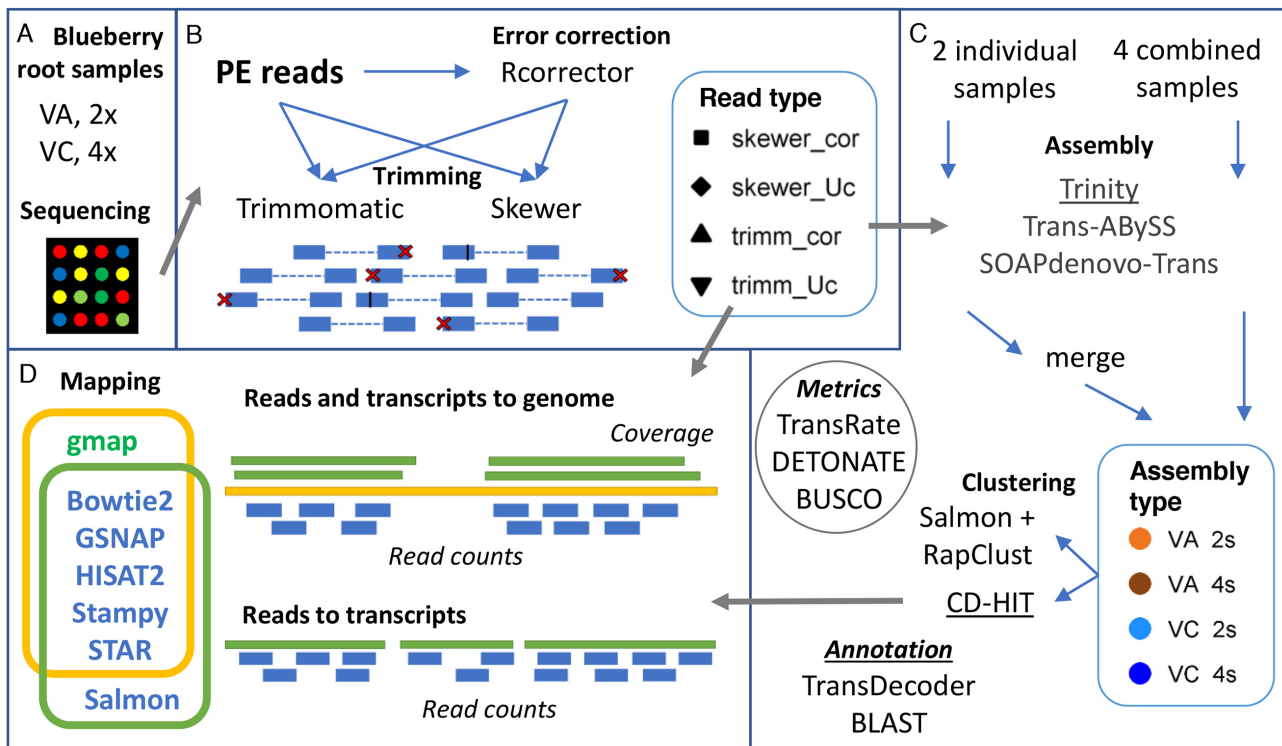 A
Blueberry
root samples
VA, 2x
VC, 4x
Sequencing
B
Error correction
PE reads
Rcorrector
Trimming
Trimmomatic
Skewer
Read type
skewer_cor
skewer_Uc
trimm_cor
trimm_Uc
C
2 individual
samples
4 combined
samples
Assembly
Trinity
Trans-ABySS
SOAPdenovo-Trans
merge
Assembly
type
VA 2s
VA 4s
VC 2s
VC 4s
Clustering
Salmon +
RapClust
CD-HIT
Metrics
TransRate
DETONATE
BUSCO
Annotation
TransDecoder
BLAST
D
Mapping
gmap
Bowtie2
GSNAP
HISAT2
Stampy
STAR
Salmon
Reads and transcripts to genome
Coverage
Read counts
Reads to transcripts
Read counts